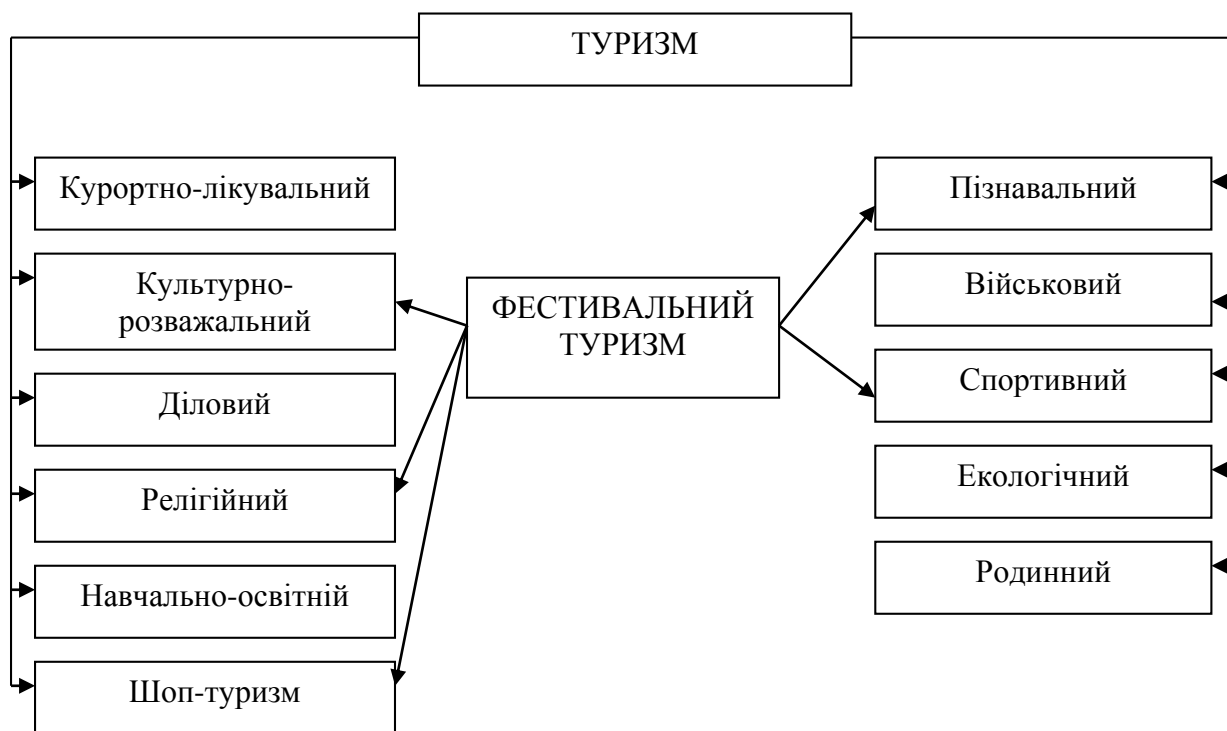 ТУРИЗМ
Курортно-лікувальний
Культурно-
розважальний
Діловий
Релігійний
Навчально-освітній
Шоп-туризм
ФЕСТИВАЛЬНИЙ
ТУРИЗМ
Пізнавальний
Військовий
Спортивний
Екологічний
Родинний